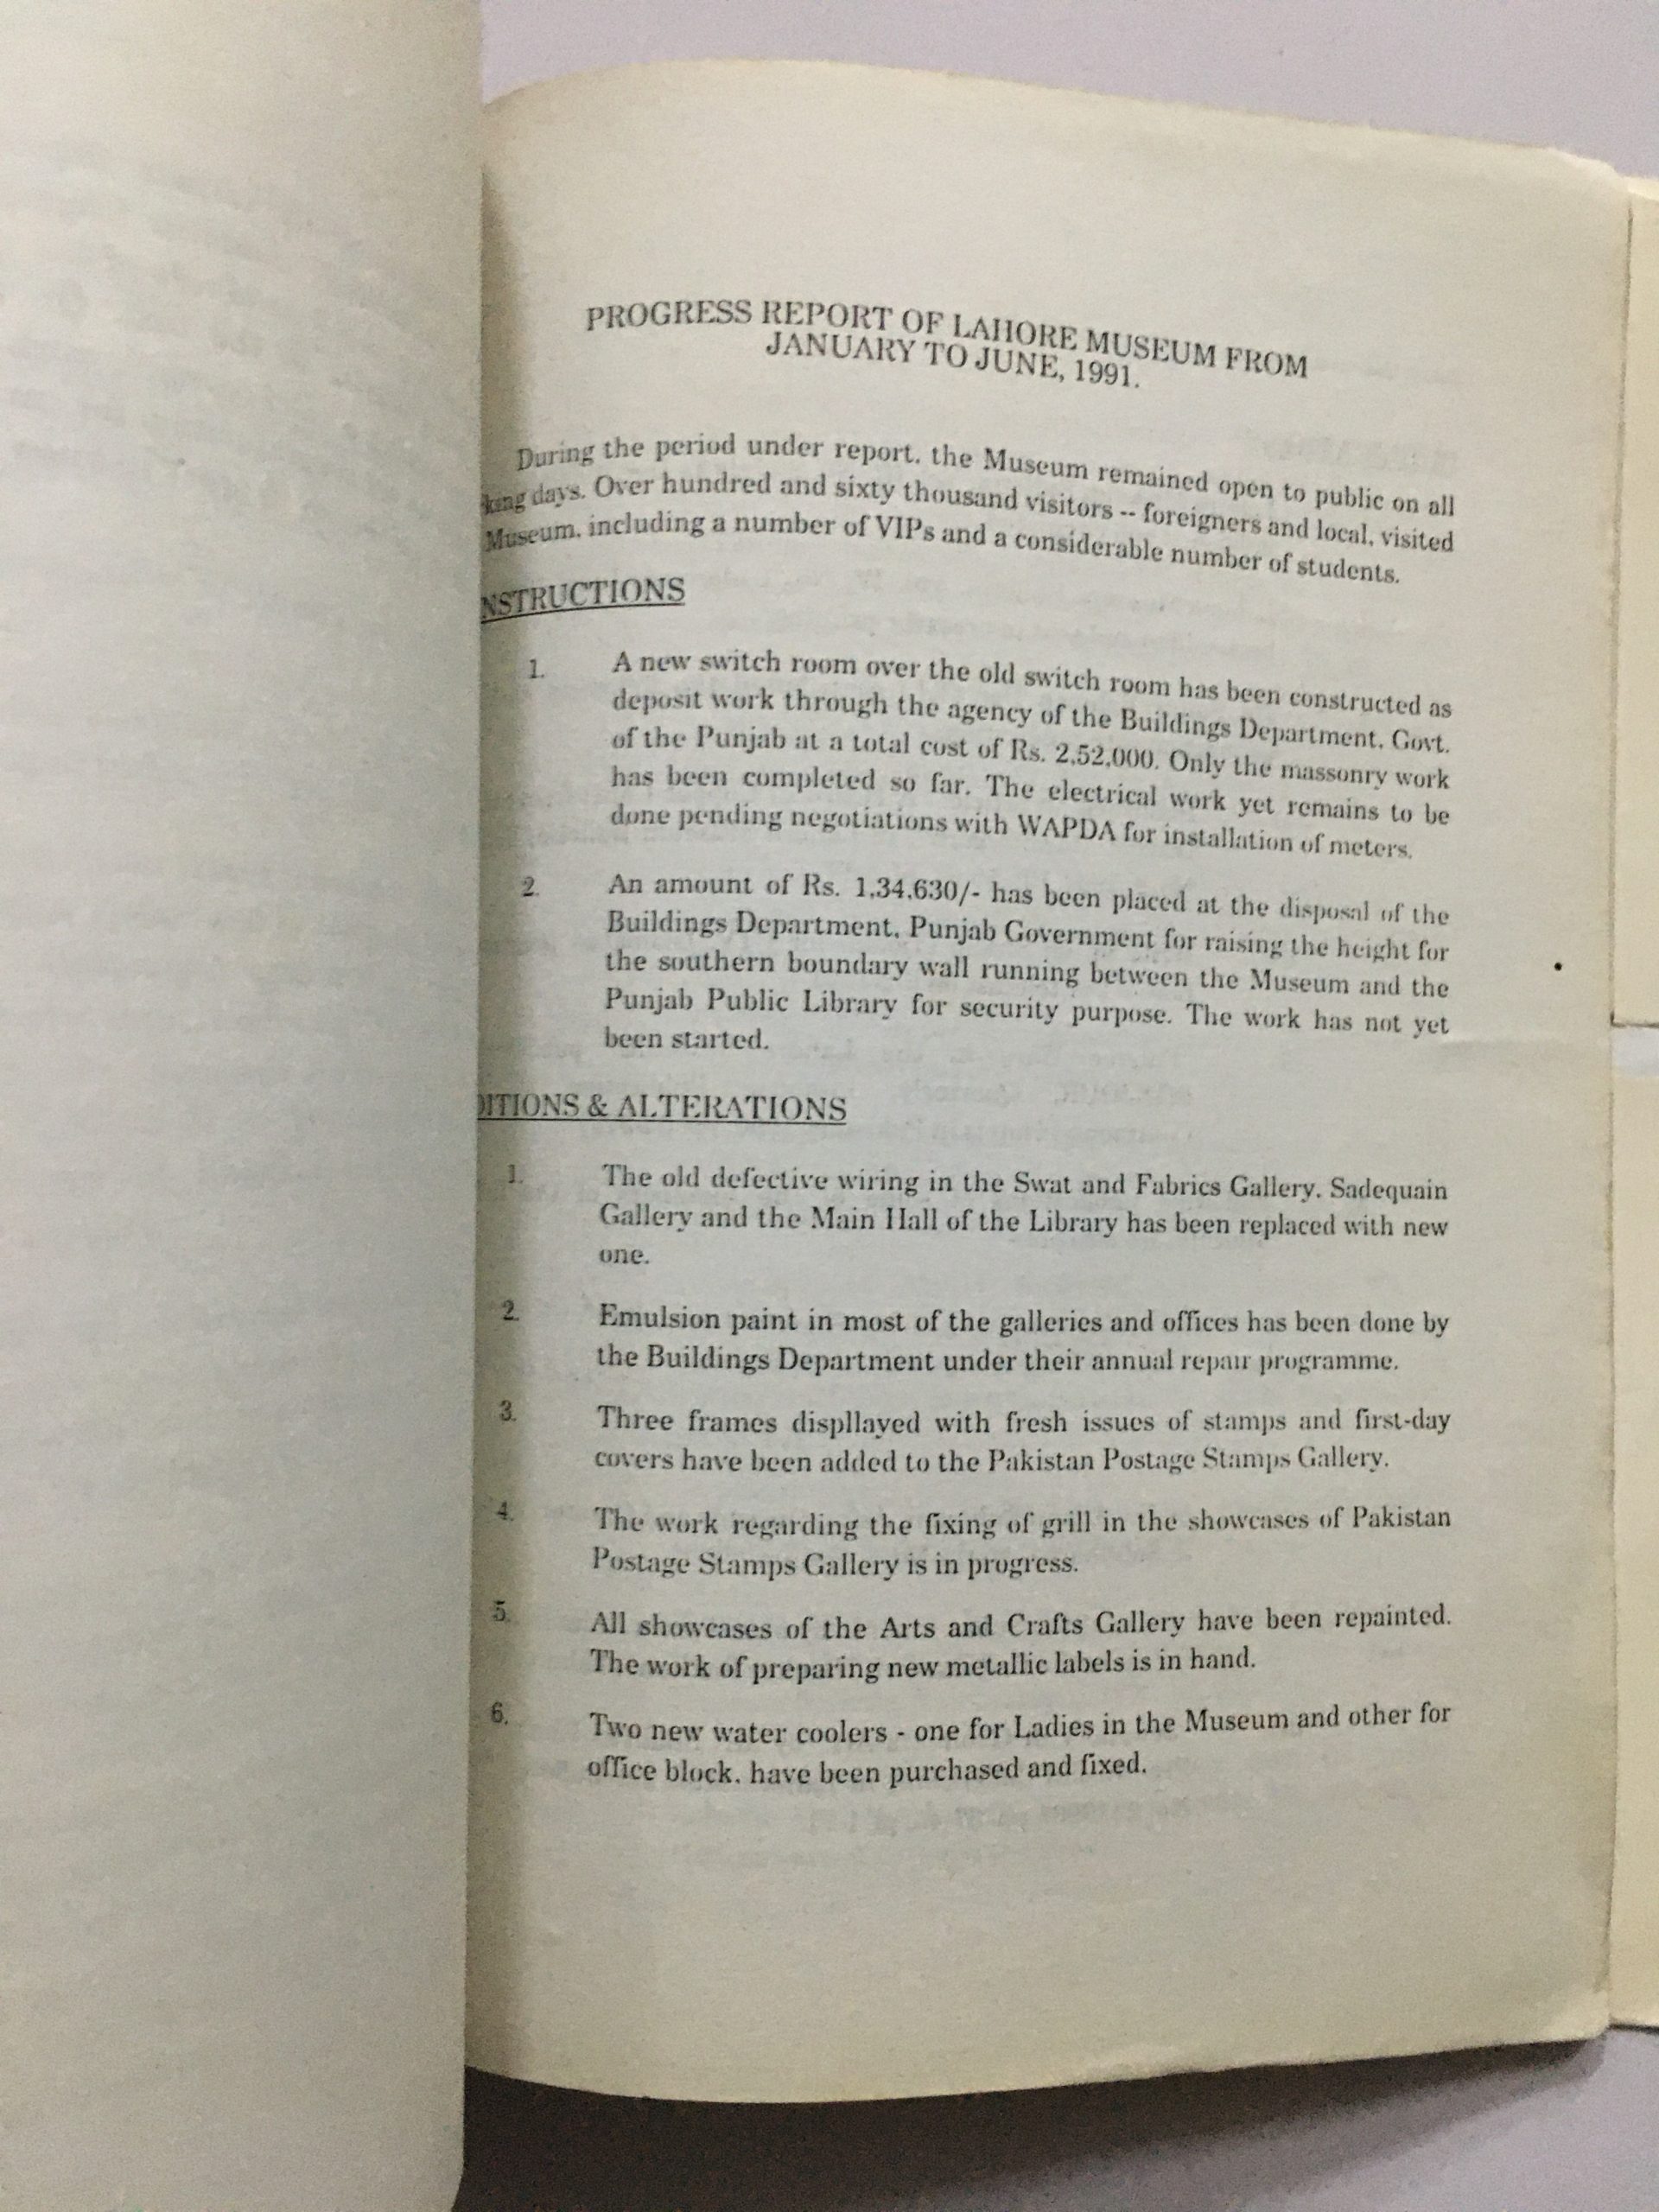 PROGRESS REPORT OF LAHORE MUSEUM FROM
JANUARY TO JUNE, 1991.
During the period under report, the Museum remained open to public on all
king days. Over hundred and sixty thousand visitors -- foreigners and local, visited
Museum, including a number of VIPs and a considerable number of students.
NSTRUCTIONS
1. A new switch room over the old switch room has been constructed as
deposit work through the agency of the Buildings Department, Govt.
of the Punjab at a total cost of Rs. 2,52,000. Only the massonry work
has been completed so far. The electrical work yet remains to be
done pending negotiations with WAPDA for installation of meters.
2. An amount of Rs. 1,34,630/- has been placed at the disposal of the
Buildings Department, Punjab Government for raising the height for
the southern boundary wall running between the Museum and the
Punjab Public Library for security purpose. The work has not yet
been started.
ITIONS & ALTERATIONS
1. The old defective wiring in the Swat and Fabrics Gallery, Sadequain
Gallery and the Main Hall of the Library has been replaced with new
one.
2. Emulsion paint in most of the galleries and offices has been done by
the Buildings Department under their annual repair programme.
3. Three frames displlayed with fresh issues of stamps and first-day
covers have been added to the Pakistan Postage Stamps Gallery.
4. The work regarding the fixing of grill in the showcases of Pakistan
Postage Stamps Gallery is in progress.
5. All showcases of the Arts and Crafts Gallery have been repainted.
The work of preparing new metallic labels is in hand.
6. Two new water coolers - one for Ladies in the Museum and other for
office block, have been purchased and fixed.